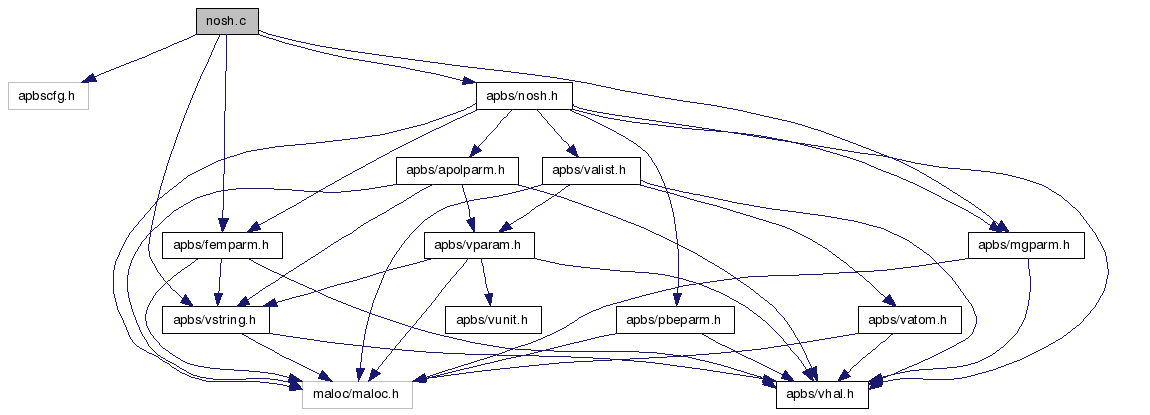 nosh.c
apbscfg.h
apbs/nosh.h
apbs/apolparm.h
apbs/valist.h
apbs/femparm.h
apbs/vparam.h
apbs/mgparm.h
apbs/vstring.h
apbs/vunit.h
apbs/pbeparm.h
apbs/vatom.h
maloc/maloc.h
apbs/vhal.h